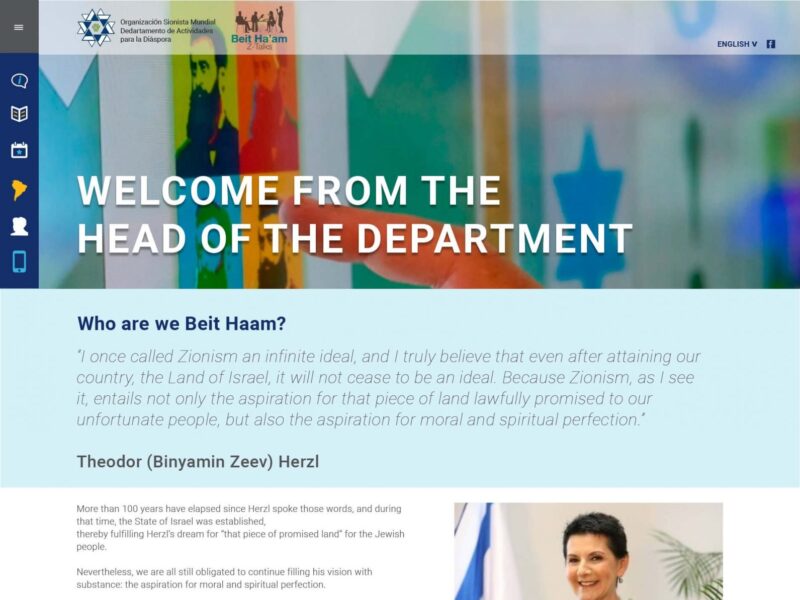 Organización Sionista Mundial
Dedartamento de Actividades
para la Diáspora
Beit Ha'am
Z-Talks
ENGLISH
WELCOME FROM THE
HEAD OF THE DEPARTMENT
Who are we Beit Haam?
"I once called Zionism an infinite ideal, and I truly believe that even after attaining our
country, the Land of Israel, it will not cease to be an ideal. Because Zionism, as I see
it, entails not only the aspiration for that piece of land lawfully promised to our
unfortunate people, but also the aspiration for moral and spiritual perfection."
Theodor (Binyamin Zeev) Herzl
More than 100 years have elapsed since Herzl spoke those words, and during
that time, the State of Israel was established,
thereby fulfilling Herzl's dream for "that piece of promised land" for the Jewish
people.
Nevertheless, we are all still obligated to continue filling his vision with
substance: the aspiration for moral and spiritual perfection.